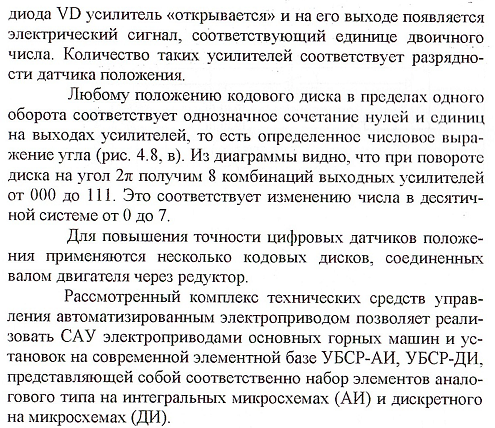 диода VD усилитель «открывается» и на его выходе появляется
электрический сигнал, соответствующий единице двоичного
числа. Количество таких усилителей соответствует разрядно-
сти датчика положения.
Любому положению кодового диска в пределах одного
оборота соответствует однозначное сочетание нулей и единиц
на выходах усилителей, то есть определенное числовое выра-
жение угла (рис. 4.8, в). Из диаграммы видно, что при повороте
диска на угол 2π получим 8 комбинаций выходных усилителей
от 000 до 111. Это соответствует изменению числа в десятич-
ной системе от 0 до 7.
Для повышения точности цифровых датчиков положе-
ния применяются несколько кодовых дисков, соединенных
валом двигателя через редуктор.
Рассмотренный комплекс технических средств управ-
ления автоматизированным электроприводом позволяет реали-
зовать САУ электроприводами основных горных машин и ус-
тановок на современной элементной базе УБСР-АИ, УБСР-ДИ,
представляющей собой соответственно набор элементов анало-
гового типа на интегральных микросхемах (АИ) и дискретного
на микросхемах (ДИ).